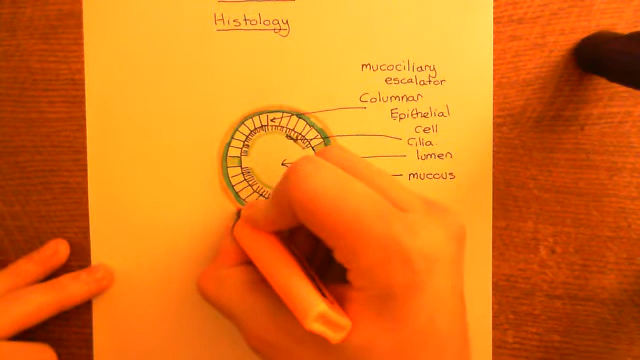 Histology
mucociliary
escalator
Columnar
Epithelial
cell
Cilia.
lumen
mucous